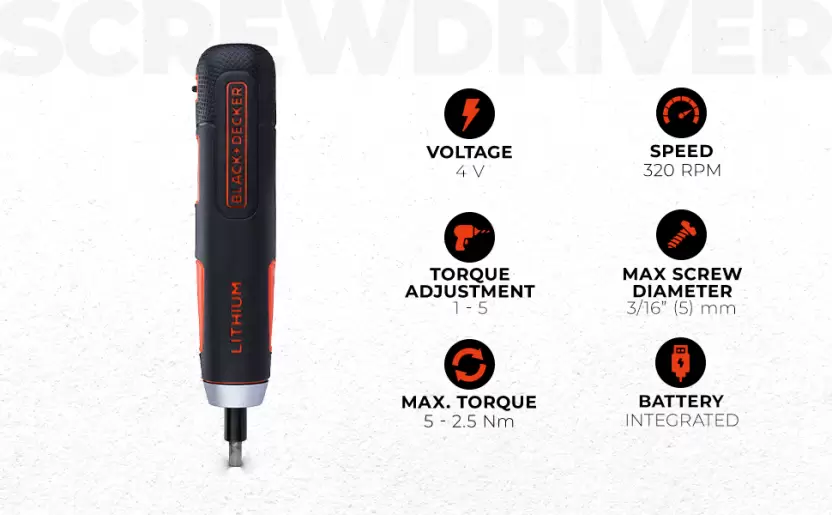 SCREWDRIVER
BLACK+DECKER
LITHIUM
VOLTAGE
4 V
SPEED
320 RPM
TORQUE
ADJUSTMENT
1 - 5
MAX SCREW
DIAMETER
3/16” (5) mm
MAX. TORQUE
5 - 2.5 Nm
BATTERY
INTEGRATED